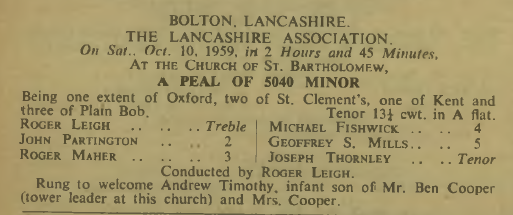 BOLTON, LANCASHIRE.
THE LANCASHIRE ASSOCIATION.
On Sat., Oct. 10, 1959, in 2 Hours and 45 Minutes,
AT THE CHURCH OF ST. BARTHOLOMEW,
A PEAL OF 5040 MINOR
Being one extent of Oxford, two of St. Clement's, one of Kent and
three of Plain Bob. Tenor 13¼ cwt. in A flat.
ROGER LEIGH .. .. .. Treble | MICHAEL FISHWICK .. .. 4
JOHN PARTINGTON .. .. 2 | GEOFFREY S. MILLS .. .. 5
ROGER MAHER .. .. .. 3 | JOSEPH THORNLEY .. .. Tenor
Conducted by ROGER LEIGH.
Rung to welcome Andrew Timothy, infant son of Mr. Ben Cooper
(tower leader at this church) and Mrs. Cooper.